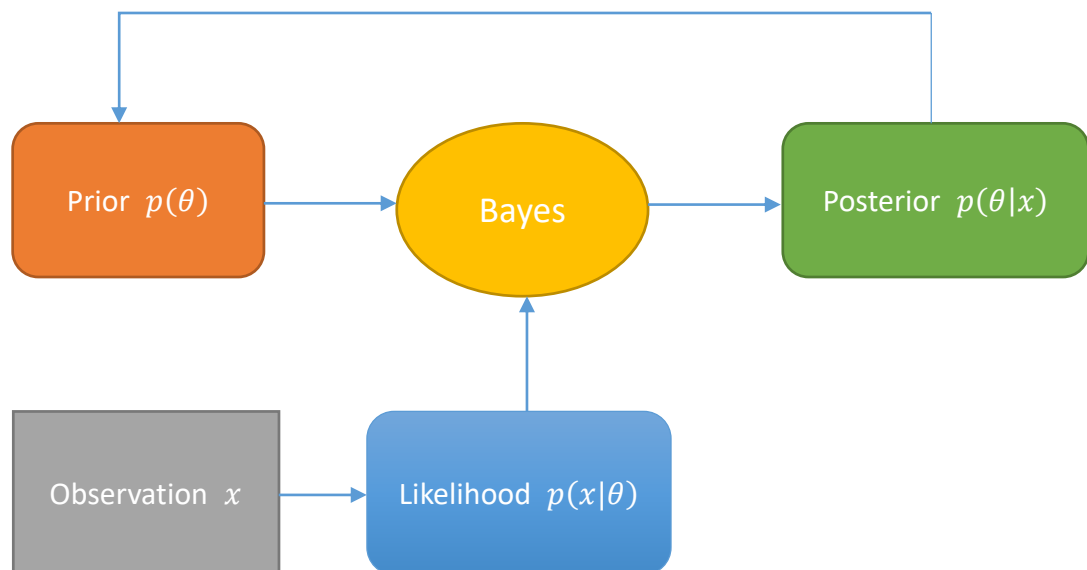 Prior p(θ)
Bayes
Posterior p(θ|x)
Observation x
Likelihood p(x|θ)